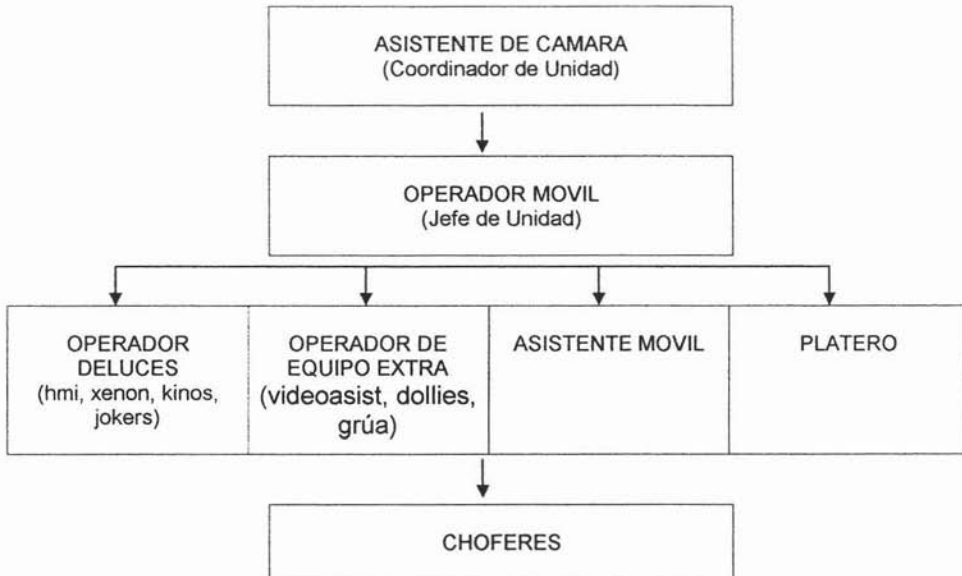 ASISTENTE DE CAMARA
(Coordinador de Unidad)
OPERADOR MOVIL
(Jefe de Unidad)
OPERADOR
DELUCES
(hmi, xenon, kinos,
jokers)
OPERADOR DE
EQUIPO EXTRA
(videoasist, dollies,
grúa)
ASISTENTE MOVIL
PLATERO
CHOFERES